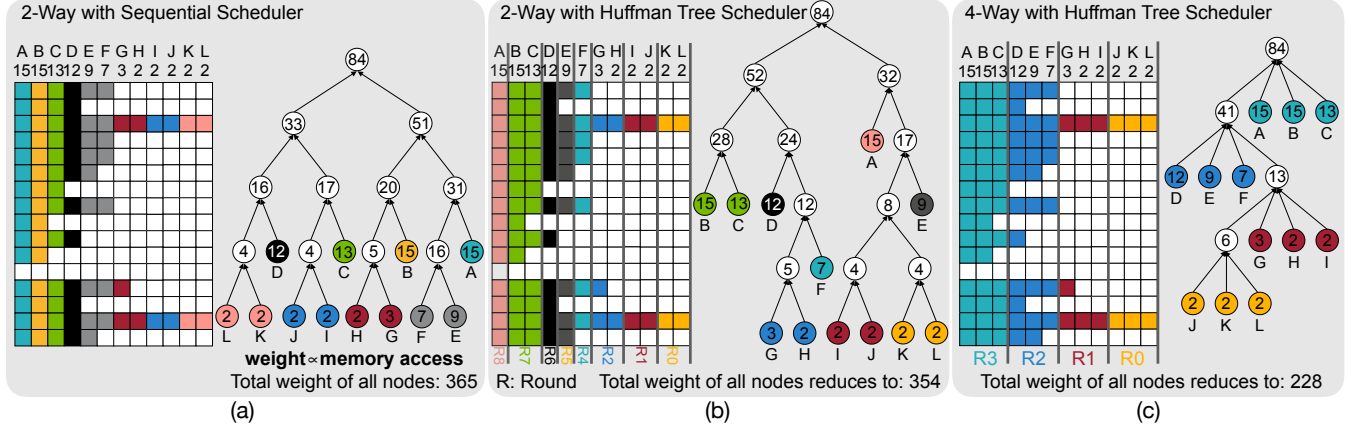 2-Way with Sequential Scheduler
A B C D E F G H I J K L
15 15 13 12 9 7 3 2 2 2 2 2
84
33 51
16 17 20 31
4 12 4 13 5 15 16 15
D C B A
2 2 2 2 2 3 7 9
L K J I H G F E
weight∝memory access
Total weight of all nodes: 365
(a)
2-Way with Huffman Tree Scheduler
A B C D E F G H I J K L
15 15 13 12 9 7 3 2 2 2 2 2
84
52 32
28 24 15 17
A
15 13 12 12 8 9
B C D E
5 7 4 4
F
3 2 2 2 2 2
G H I J K L
R8 R7 R6 R5 R4 R2 R1 R0
R: Round
Total weight of all nodes reduces to: 354
(b)
4-Way with Huffman Tree Scheduler
A B C D E F G H I J K L
15 15 13 12 9 7 3 2 2 2 2 2
84
41 15 15 13
A B C
12 9 7 13
D E F
6 3 2 2
G H I
2 2 2
J K L
R3 R2 R1 R0
Total weight of all nodes reduces to: 228
(c)